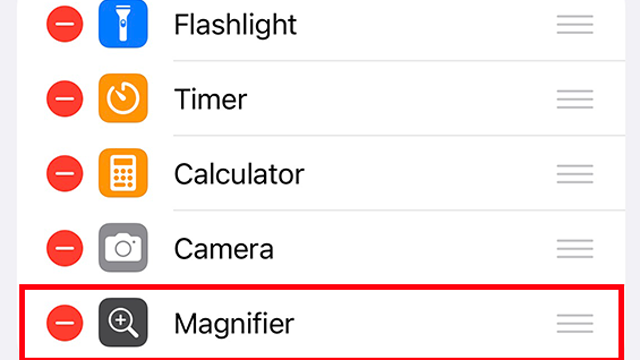 Flashlight
Timer
Calculator
Camera
Magnifier